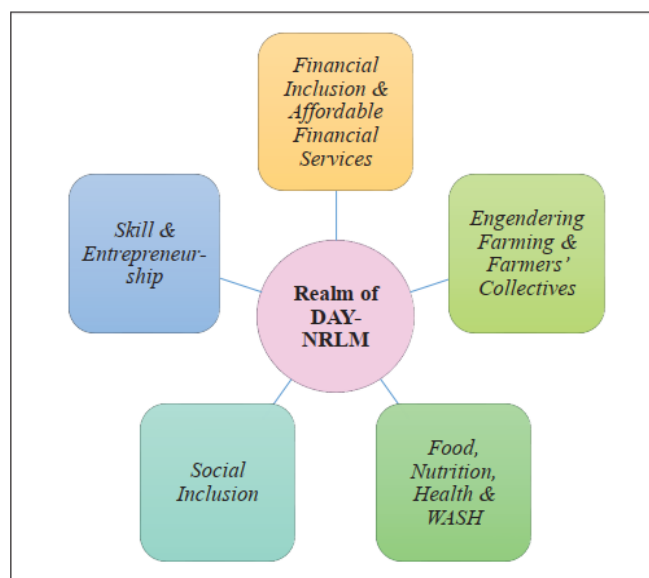 Financial
Inclusion &
Affordable
Financial
Services
Skill &
Entrepreneur-
ship
Engendering
Farming &
Farmers’
Collectives
Realm of
DAY-
NRLM
Social
Inclusion
Food,
Nutrition,
Health &
WASH